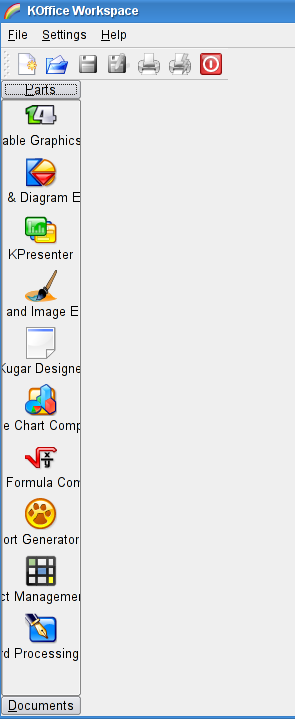 KOffice Workspace
File Settings Help
Parts
able Graphics
& Diagram E
KPresenter
and Image E
Kugar Designe
e Chart Comp
Formula Com
ort Generator
ct Managemen
rd Processing
Documents